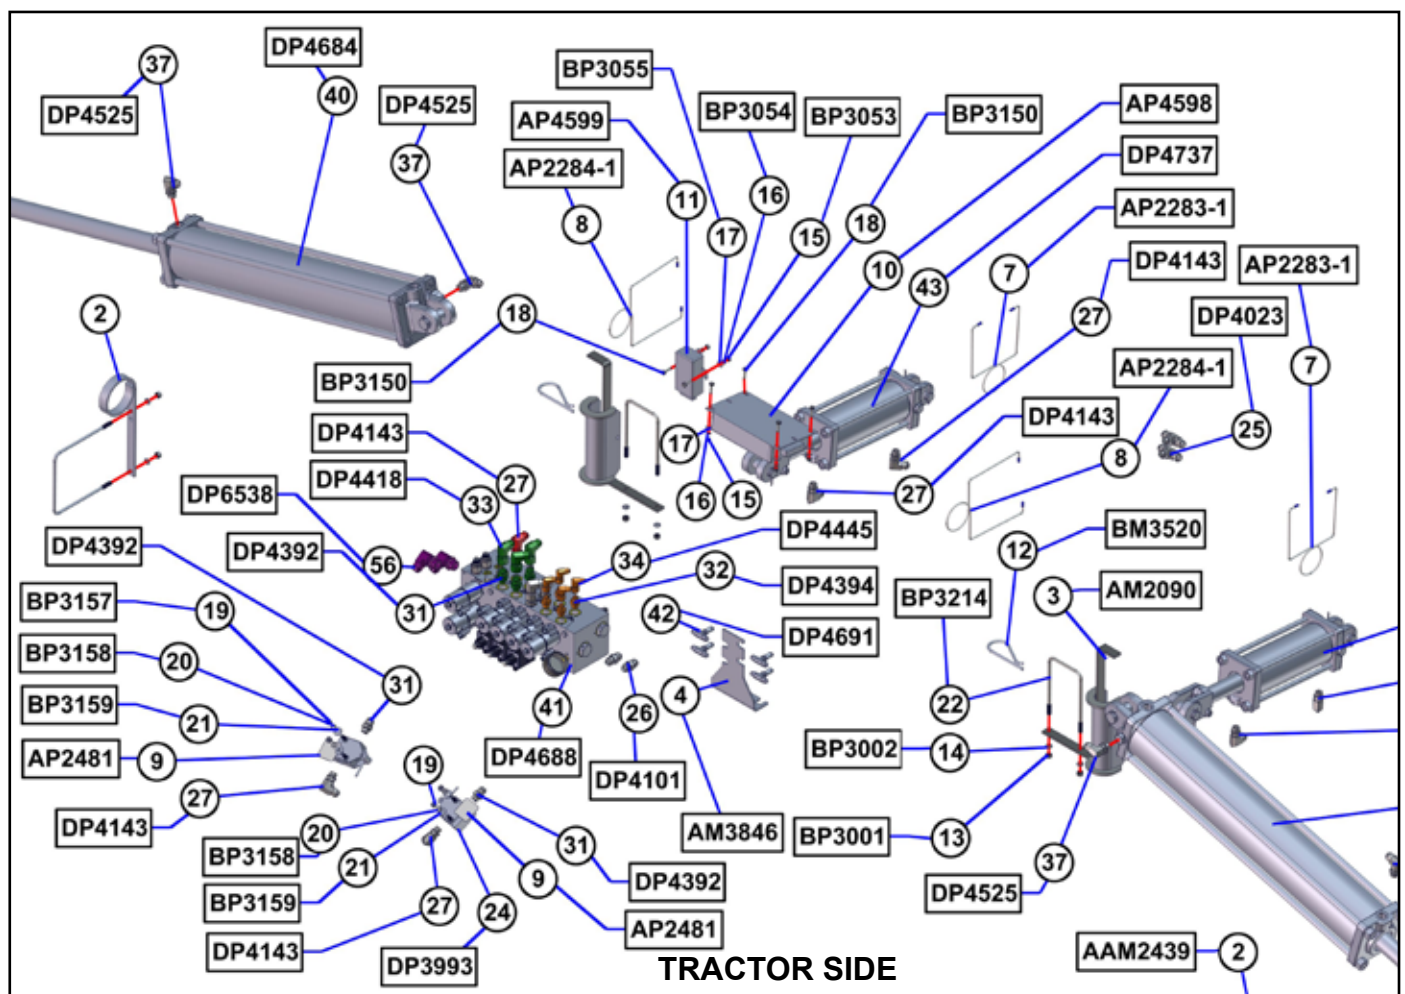 DP4684
37
BP3055
DP4525
40
DP4525
AP4599
BP3054
BP3053
BP3150
AP4598
DP4737
AP2284-1
37
11
16
8
17
15
18
10
43
7
AP2283-1
DP4143
AP2283-1
2
18
27
DP4023
7
BP3150
AP2284-1
DP4143
DP4143
25
17
8
DP4418
27
16
15
27
DP6538
33
DP4445
BM3520
DP4392
DP4392
56
34
12
31
32
DP4394
BP3214
3
AM2090
BP3157
19
42
DP4691
BP3158
20
31
4
22
BP3159
21
41
26
AP2481
9
DP4688
DP4101
BP3002
14
27
19
DP4143
20
AM3846
BP3001
13
BP3158
21
31
37
BP3159
9
DP4392
DP4525
27
24
DP4143
AP2481
DP3993
TRACTOR SIDE
AAM2439
2